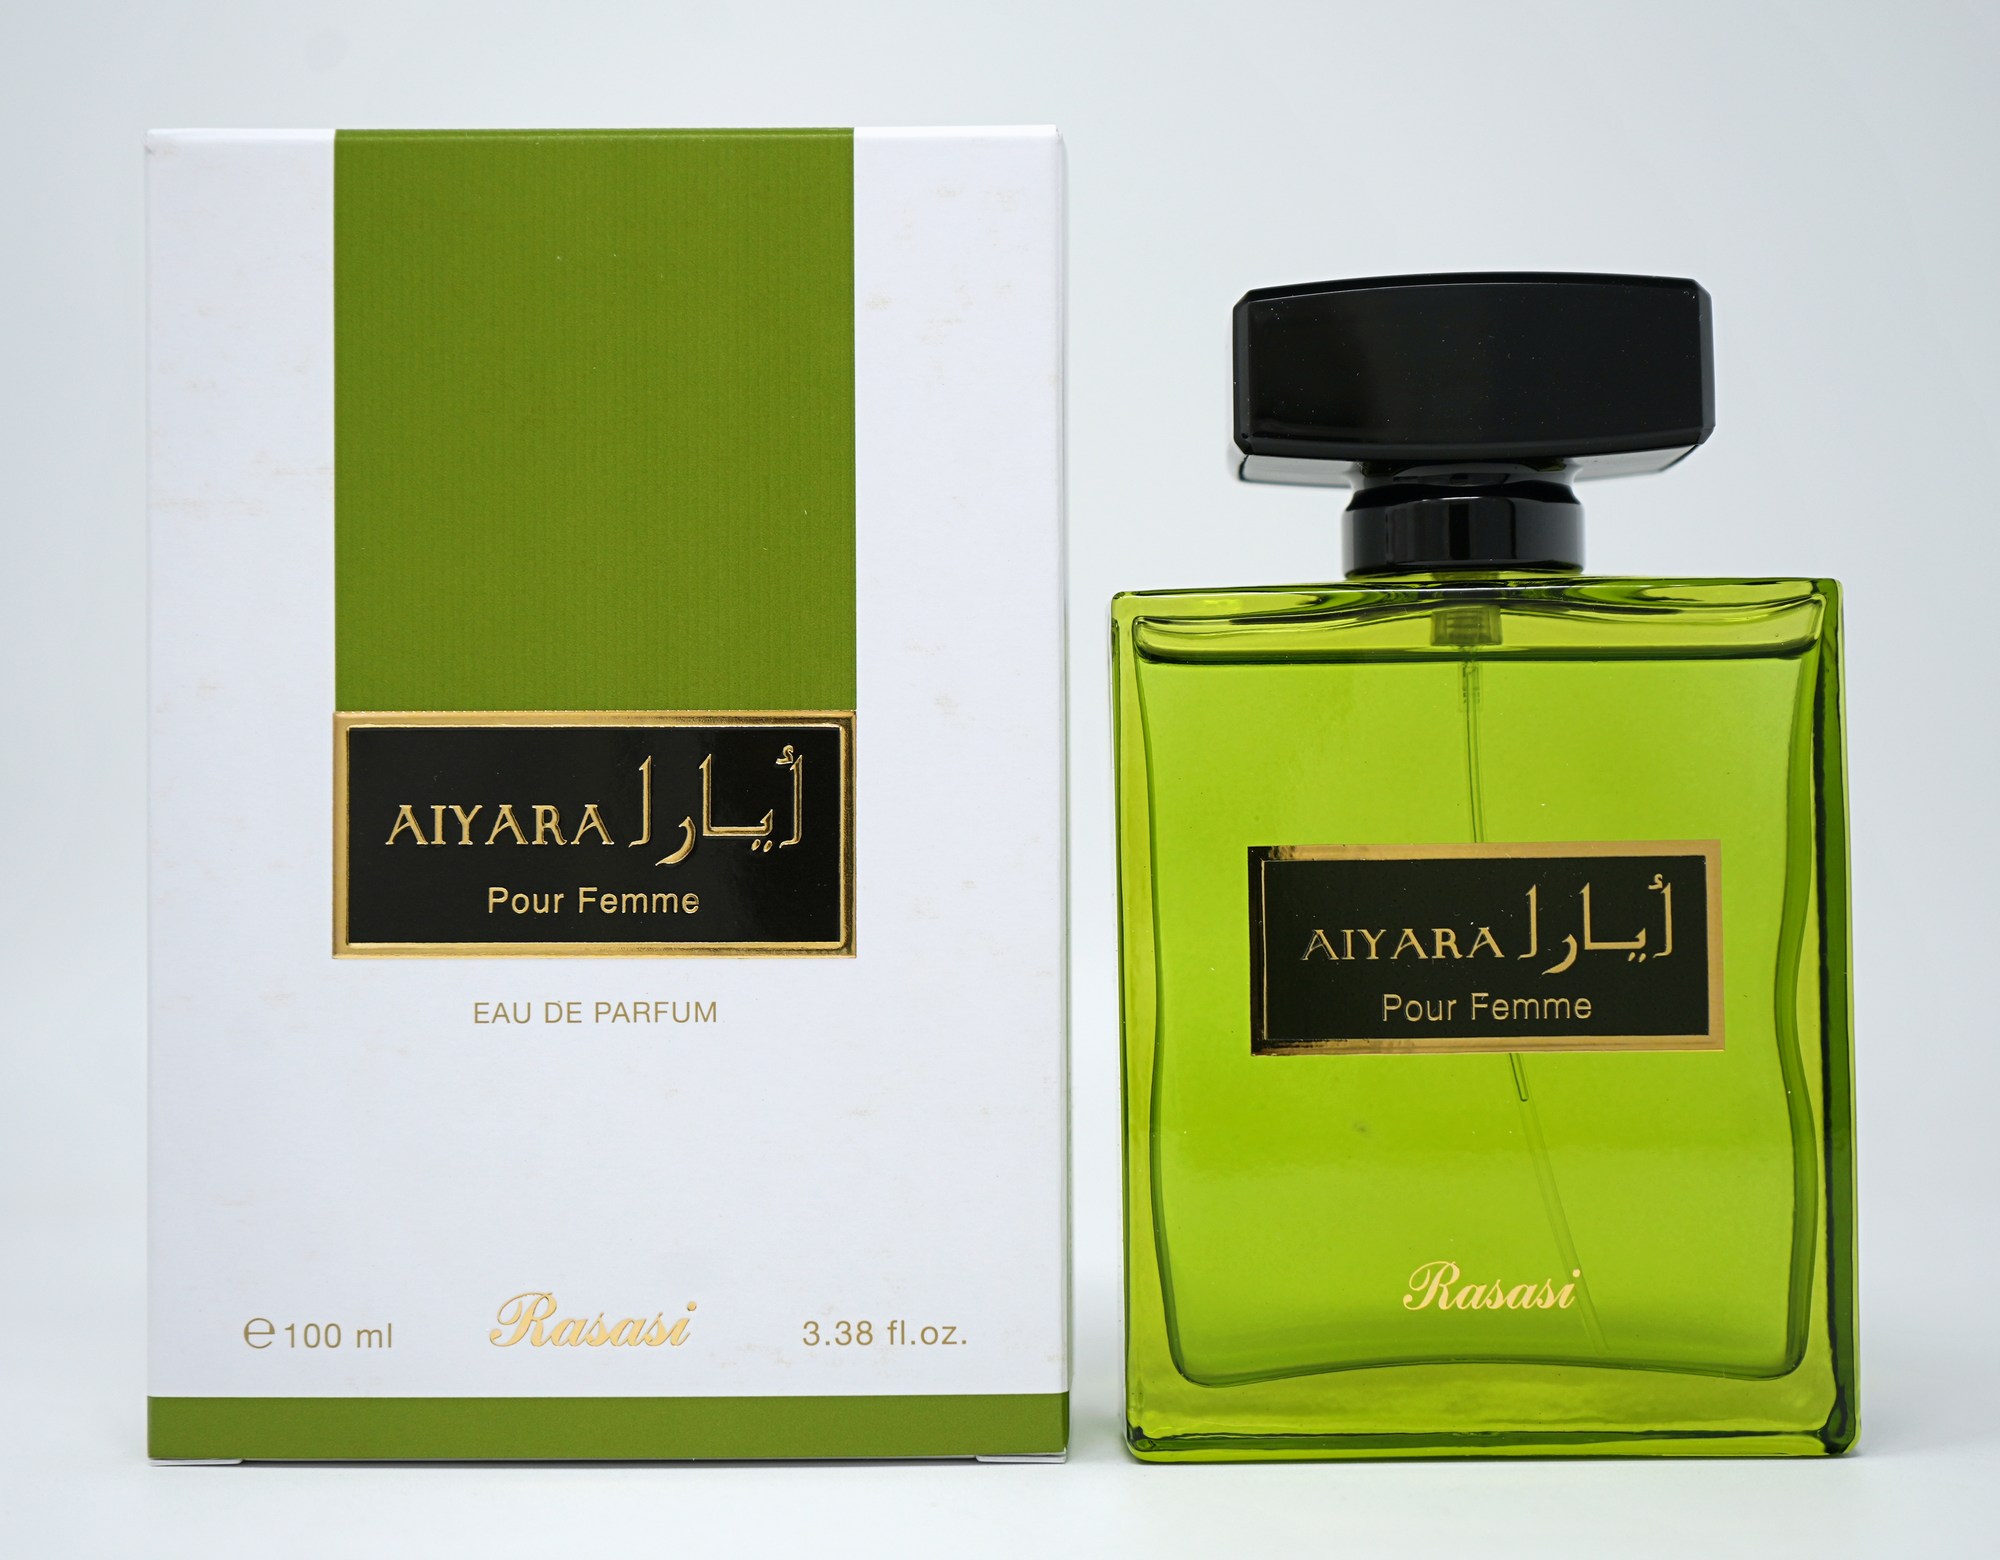 AIYARA أيارا
Pour Femme
EAU DE PARFUM
℮100 ml Rasasi 3.38 fl.oz.
AIYARA أيارا
Pour Femme
Rasasi